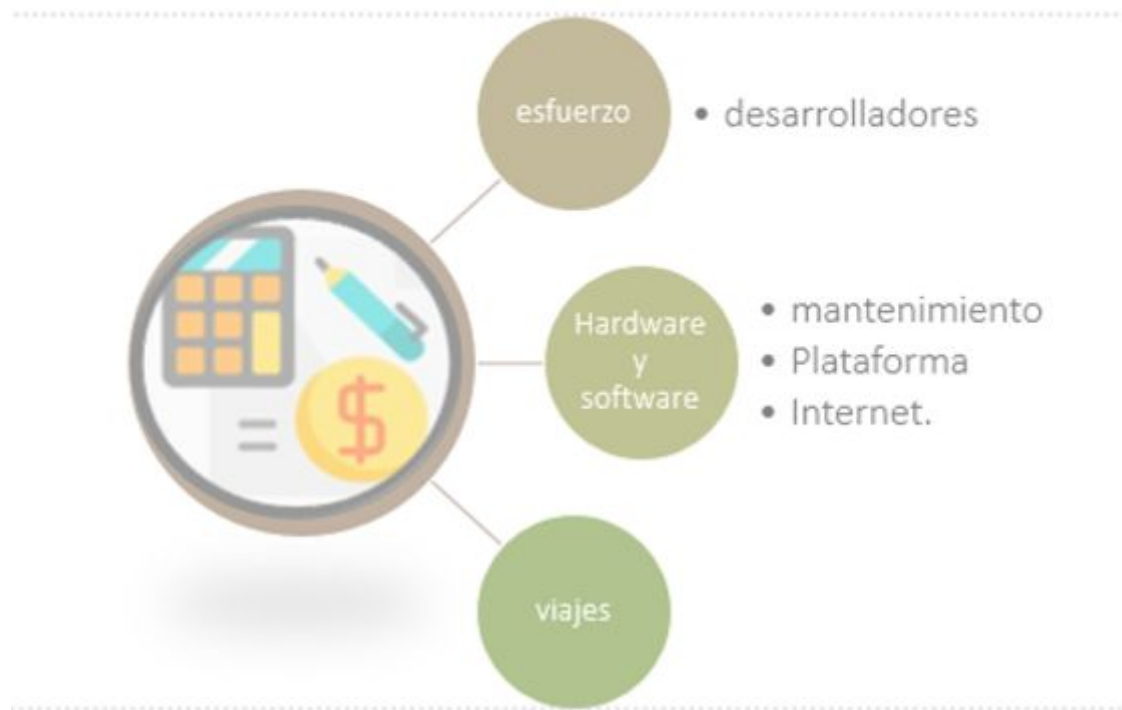 esfuerzo
• desarrolladores
Hardware
y
software
• mantenimiento
• Plataforma
• Internet.
viajes